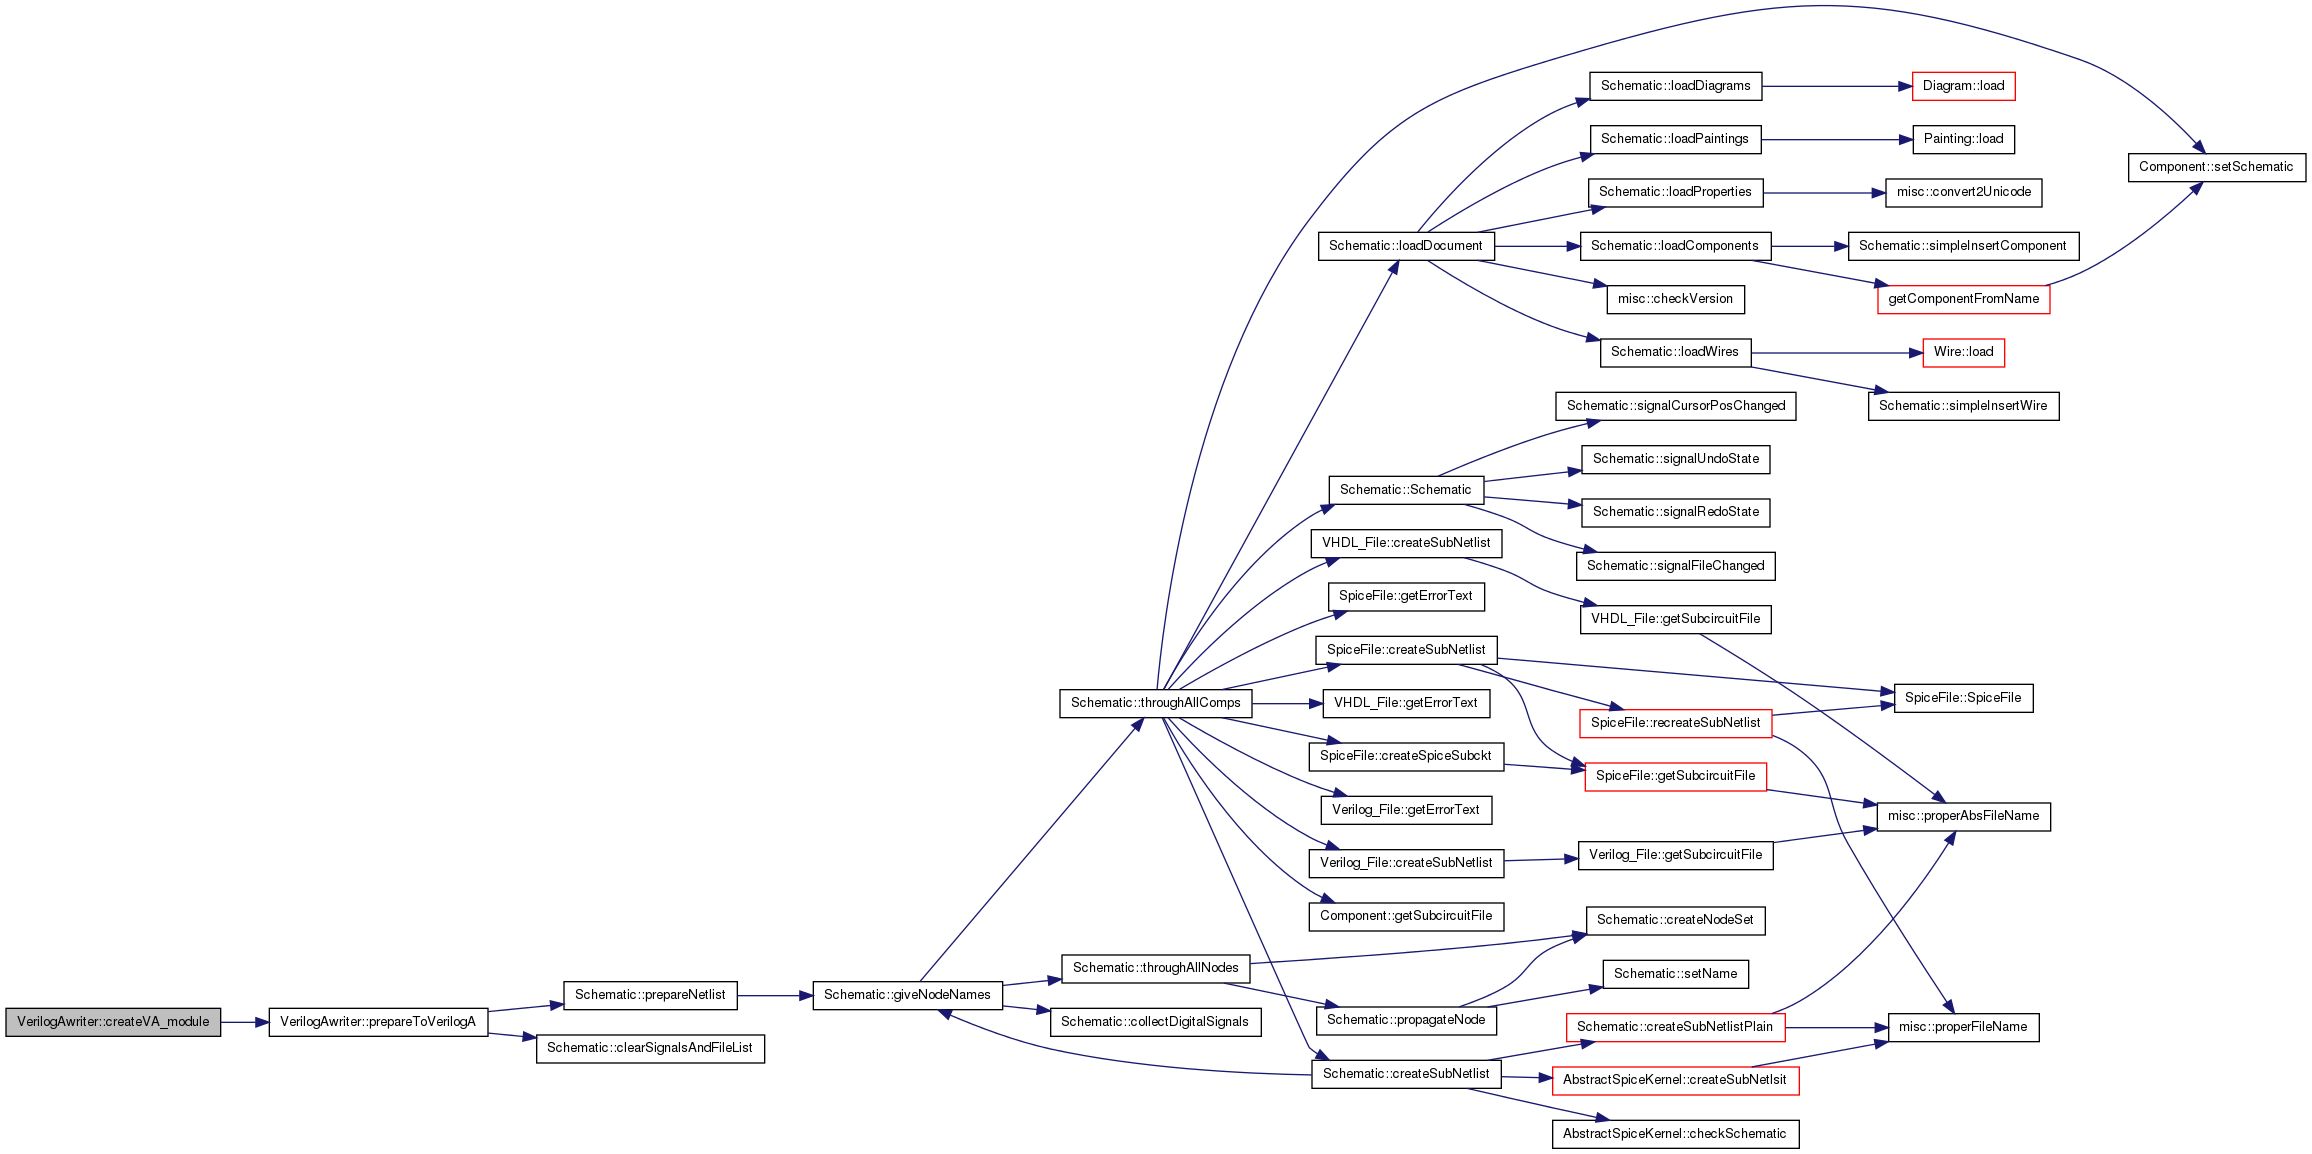 Schematic::loadDiagrams
Diagram::load
Schematic::loadPaintings
Painting::load
Component::setSchematic
Schematic::loadProperties
misc::convert2Unicode
Schematic::loadDocument
Schematic::loadComponents
Schematic::simpleInsertComponent
misc::checkVersion
getComponentFromName
Schematic::loadWires
Wire::load
Schematic::signalCursorPosChanged
Schematic::simpleInsertWire
Schematic::signalUndoState
Schematic::Schematic
Schematic::signalRedoState
VHDL_File::createSubNetlist
Schematic::signalFileChanged
SpiceFile::getErrorText
VHDL_File::getSubcircuitFile
SpiceFile::createSubNetlist
Schematic::throughAllComps
VHDL_File::getErrorText
SpiceFile::SpiceFile
SpiceFile::recreateSubNetlist
SpiceFile::createSpiceSubckt
SpiceFile::getSubcircuitFile
Verilog_File::getErrorText
misc::properAbsFileName
Verilog_File::createSubNetlist
Verilog_File::getSubcircuitFile
Component::getSubcircuitFile
Schematic::createNodeSet
Schematic::throughAllNodes
Schematic::setName
Schematic::prepareNetlist
Schematic::giveNodeNames
VerilogAwriter::createVA_module
VerilogAwriter::prepareToVerilogA
Schematic::collectDigitalSignals
Schematic::propagateNode
Schematic::createSubNetlistPlain
misc::properFileName
Schematic::clearSignalsAndFileList
Schematic::createSubNetlist
AbstractSpiceKernel::createSubNetlsit
AbstractSpiceKernel::checkSchematic